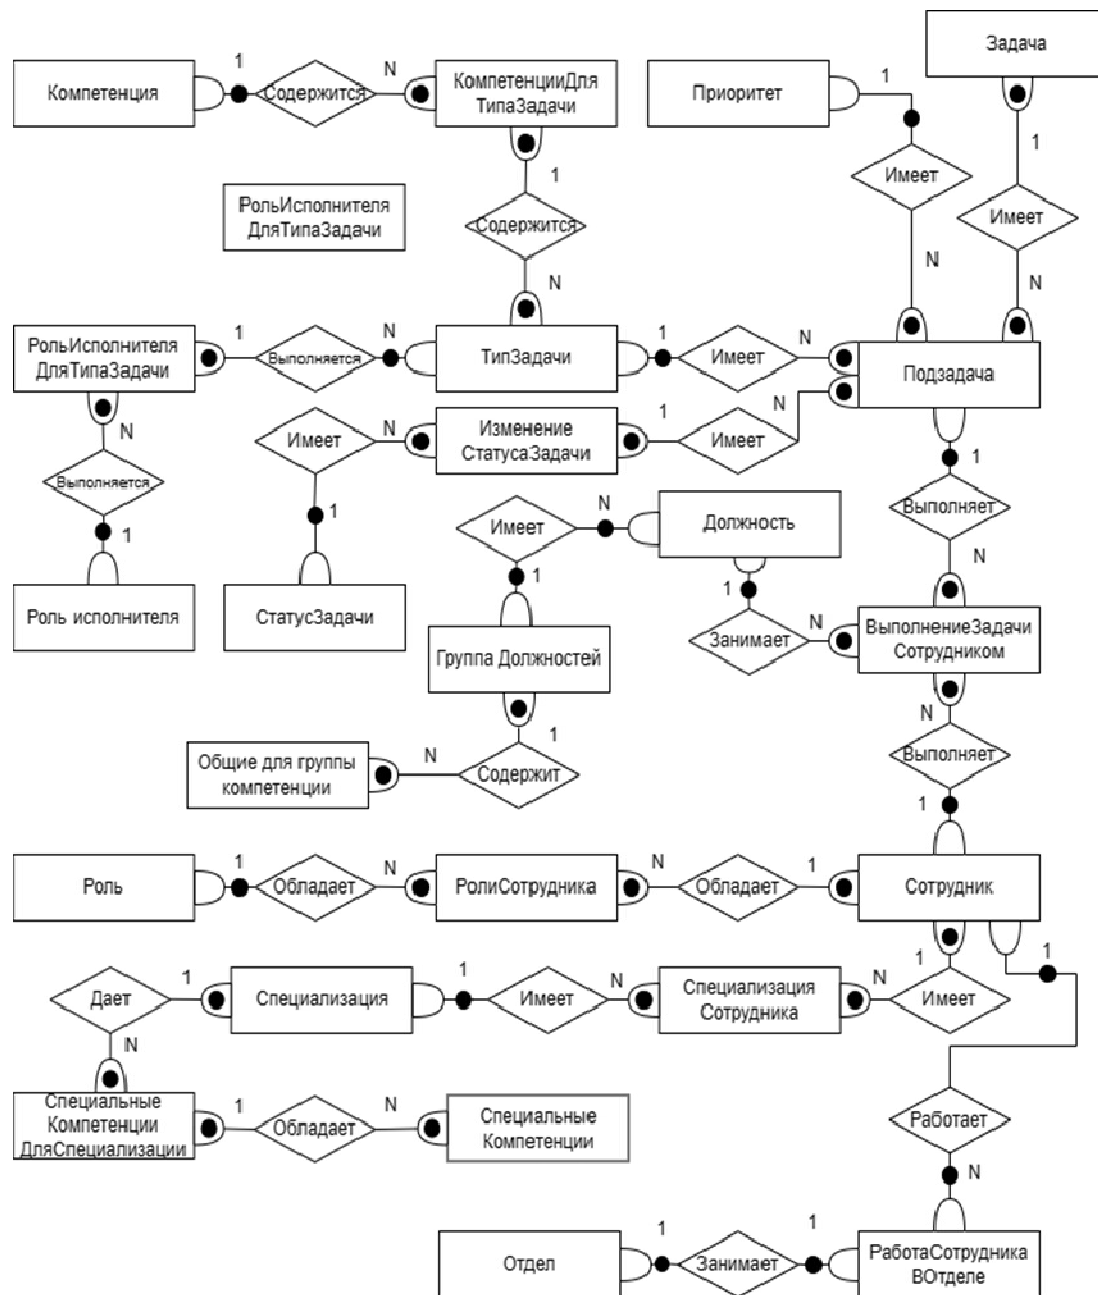 Задача
1
N
1
Компетенция
Содержится
КомпетенцииДля
ТипаЗадачи
Приоритет
1
1
Имеет
РольИсполнителя
ДляТипаЗадачи
Содержится
Имеет
N
N
N
РольИсполнителя
ДляТипаЗадачи
1
Выполняется
N
ТипЗадачи
1
Имеет
N
Подзадача
N
Имеет
N
Изменение
СтатусаЗадачи
1
Имеет
N
1
Выполняется
Выполняет
1
1
Имеет
N
Должность
N
1
1
Роль исполнителя
СтатусЗадачи
Занимает
N
ВыполнениеЗадачи
Сотрудником
Группа Должностей
N
1
Общие для группы
компетенции
N
Содержит
Выполняет
1
Роль
1
Обладает
N
РолиСотрудника
N
Обладает
1
Сотрудник
1
1
Дает
1
Специализация
1
Имеет
N
Специализация
Сотрудника
N
Имеет
N
Специальные
Компетенции
ДляСпециализации
1
Обладает
N
Специальные
Компетенции
Работает
N
1
1
Отдел
Занимает
РаботаСотрудника
ВОтделе